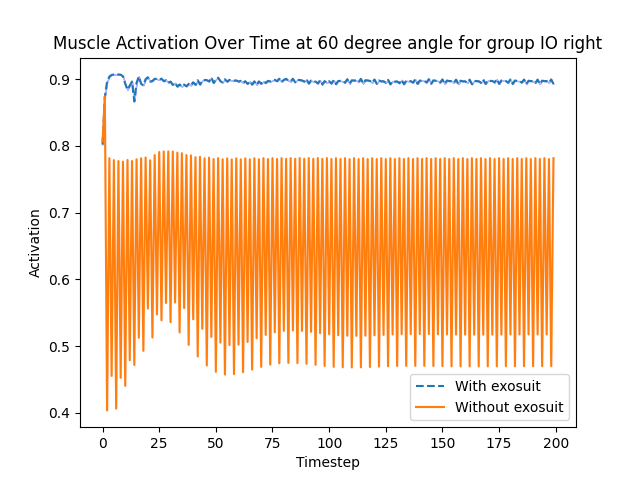 Muscle Activation Over Time at 60 degree angle for group IO right
Activation
0.9
0.8
0.7
0.6
0.5
0.4
With exosuit
Without exosuit
0 25 50 75 100 125 150 175 200
Timestep